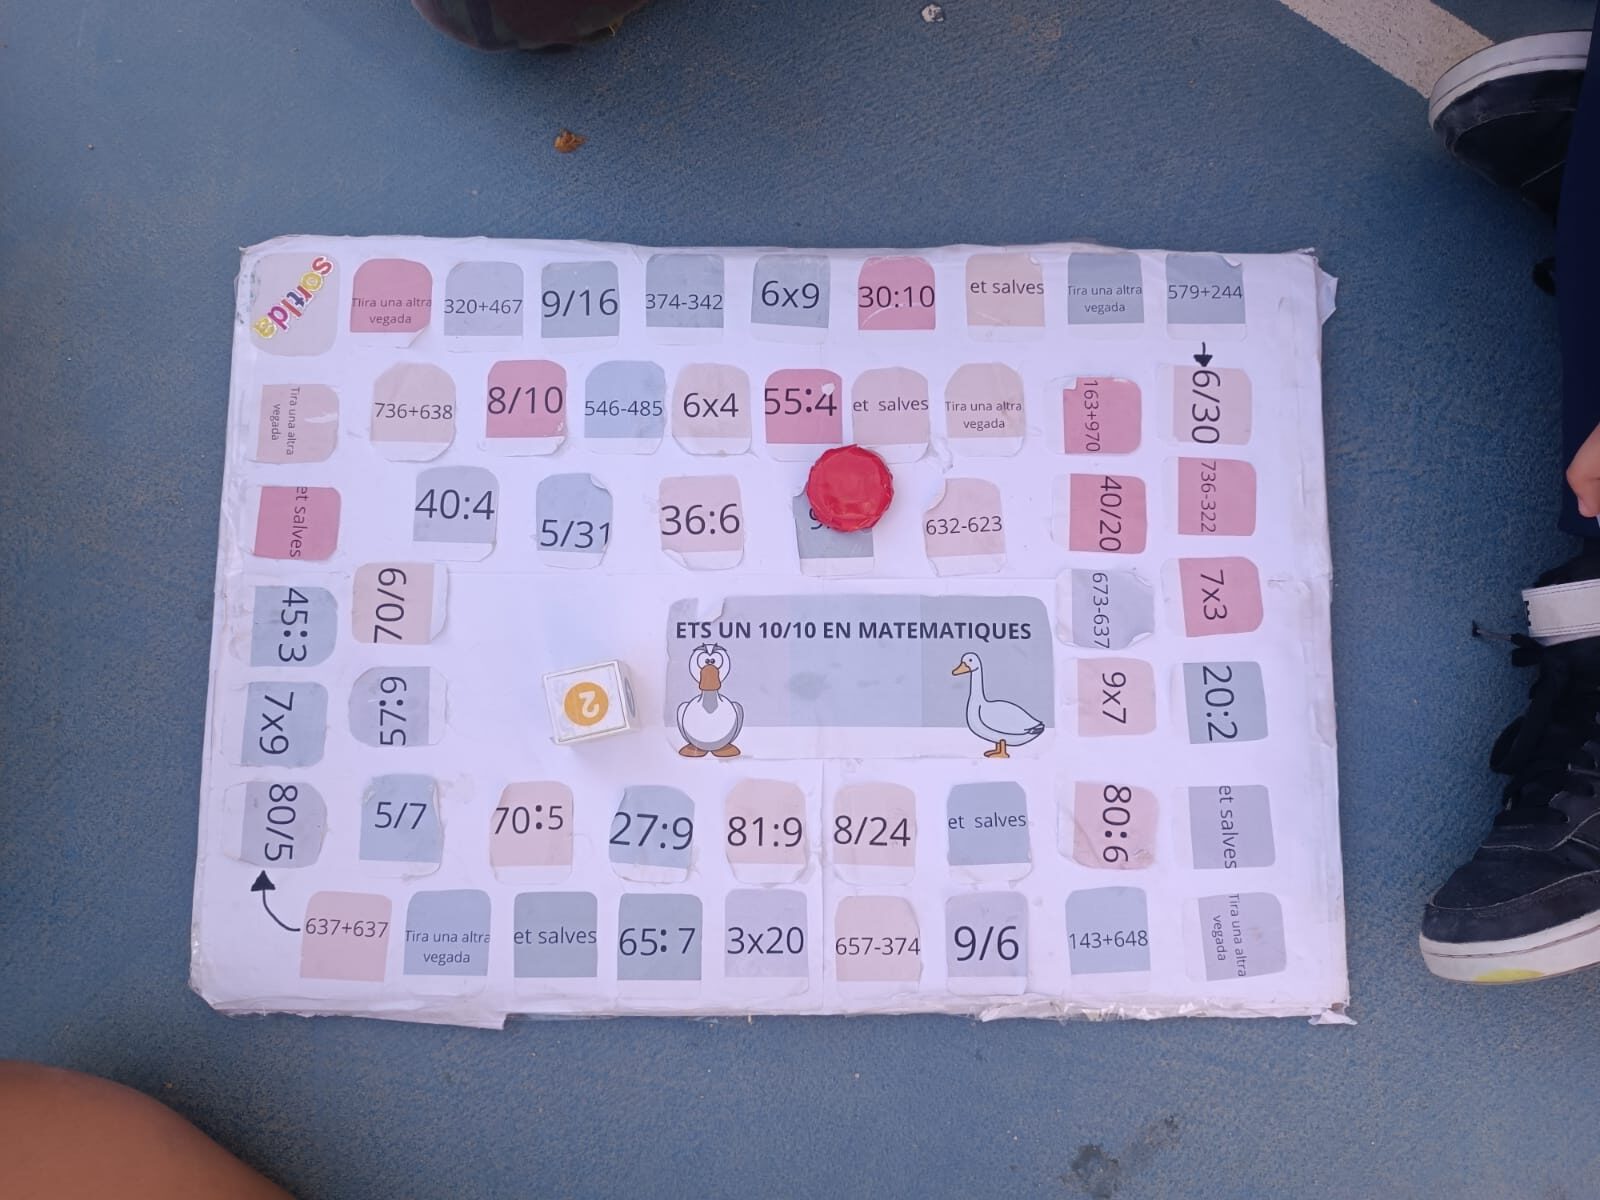 sortida
Tiira una altra
vegada
320+467
9/16
374-342
6x9
30:10
et salves
Tira una altra
vegada
579+244
6/30
736-322
7x3
20:2
et salves
Tira una altra
vegada
143+648
9/6
657-374
3x20
65:7
et salves
Tira una altra
vegada
637+637
80/5
7x9
45:3
et salves
Tira una altra
vegada
736+638
8/10
546-485
6x4
55:4
et salves
Tira una altra
vegada
163+970
40/20
673-637
9x7
80:6
et salves
8/24
81:9
27:9
70:5
5/7
57:9
70/9
40:4
5/31
36:6
632-623
ETS UN 10/10 EN MATEMATIQUES
2